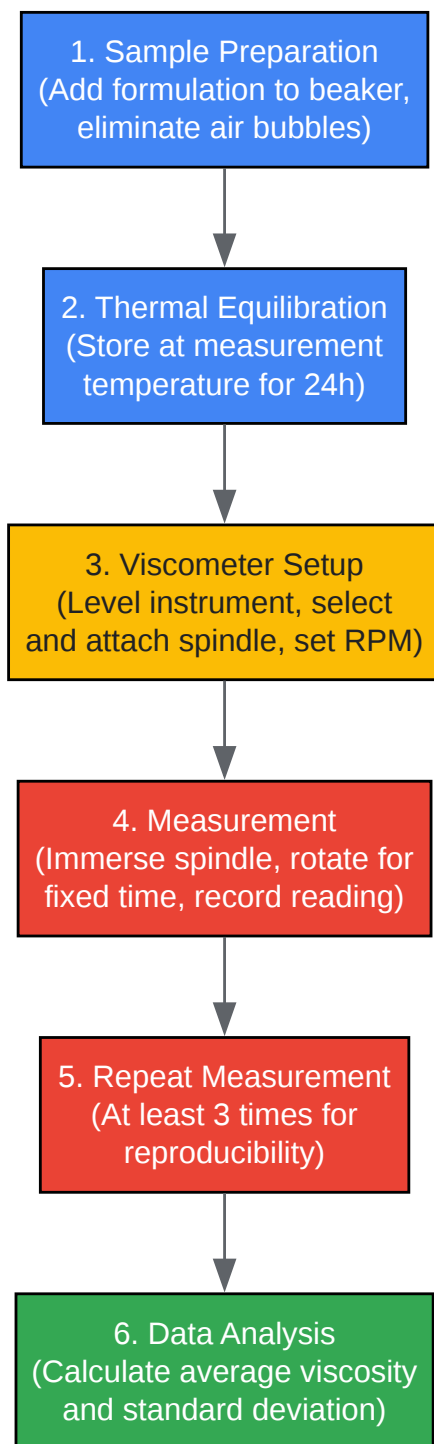 1. Sample Preparation
(Add formulation to beaker,
eliminate air bubbles)
2. Thermal Equilibration
(Store at measurement
temperature for 24h)
3. Viscometer Setup
(Level instrument, select
and attach spindle, set RPM)
4. Measurement
(Immerse spindle, rotate for
fixed time, record reading)
5. Repeat Measurement
(At least 3 times for
reproducibility)
6. Data Analysis
(Calculate average viscosity
and standard deviation)